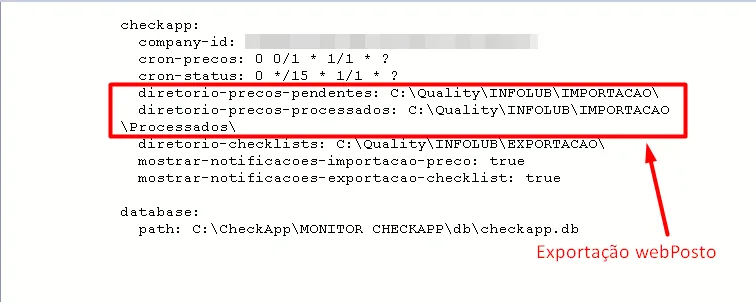 checkapp:
company-id:
cron-precos: 0 0/1 * 1/1 * ?
cron-status: 0 */15 * 1/1 * ?
diretorio-precos-pendentes: C:\Quality\INFOLUB\IMPORTACAO\
diretorio-precos-processados: C:\Quality\INFOLUB\IMPORTACAO
\Processados\
diretorio-checklists: C:\Quality\INFOLUB\EXPORTACAO\
mostrar-notificacoes-importacao-preco: true
mostrar-notificacoes-exportacao-checklist: true
database:
path: C:\CheckApp\MONITOR CHECKAPP\db\checkapp.db
Exportação webPosto